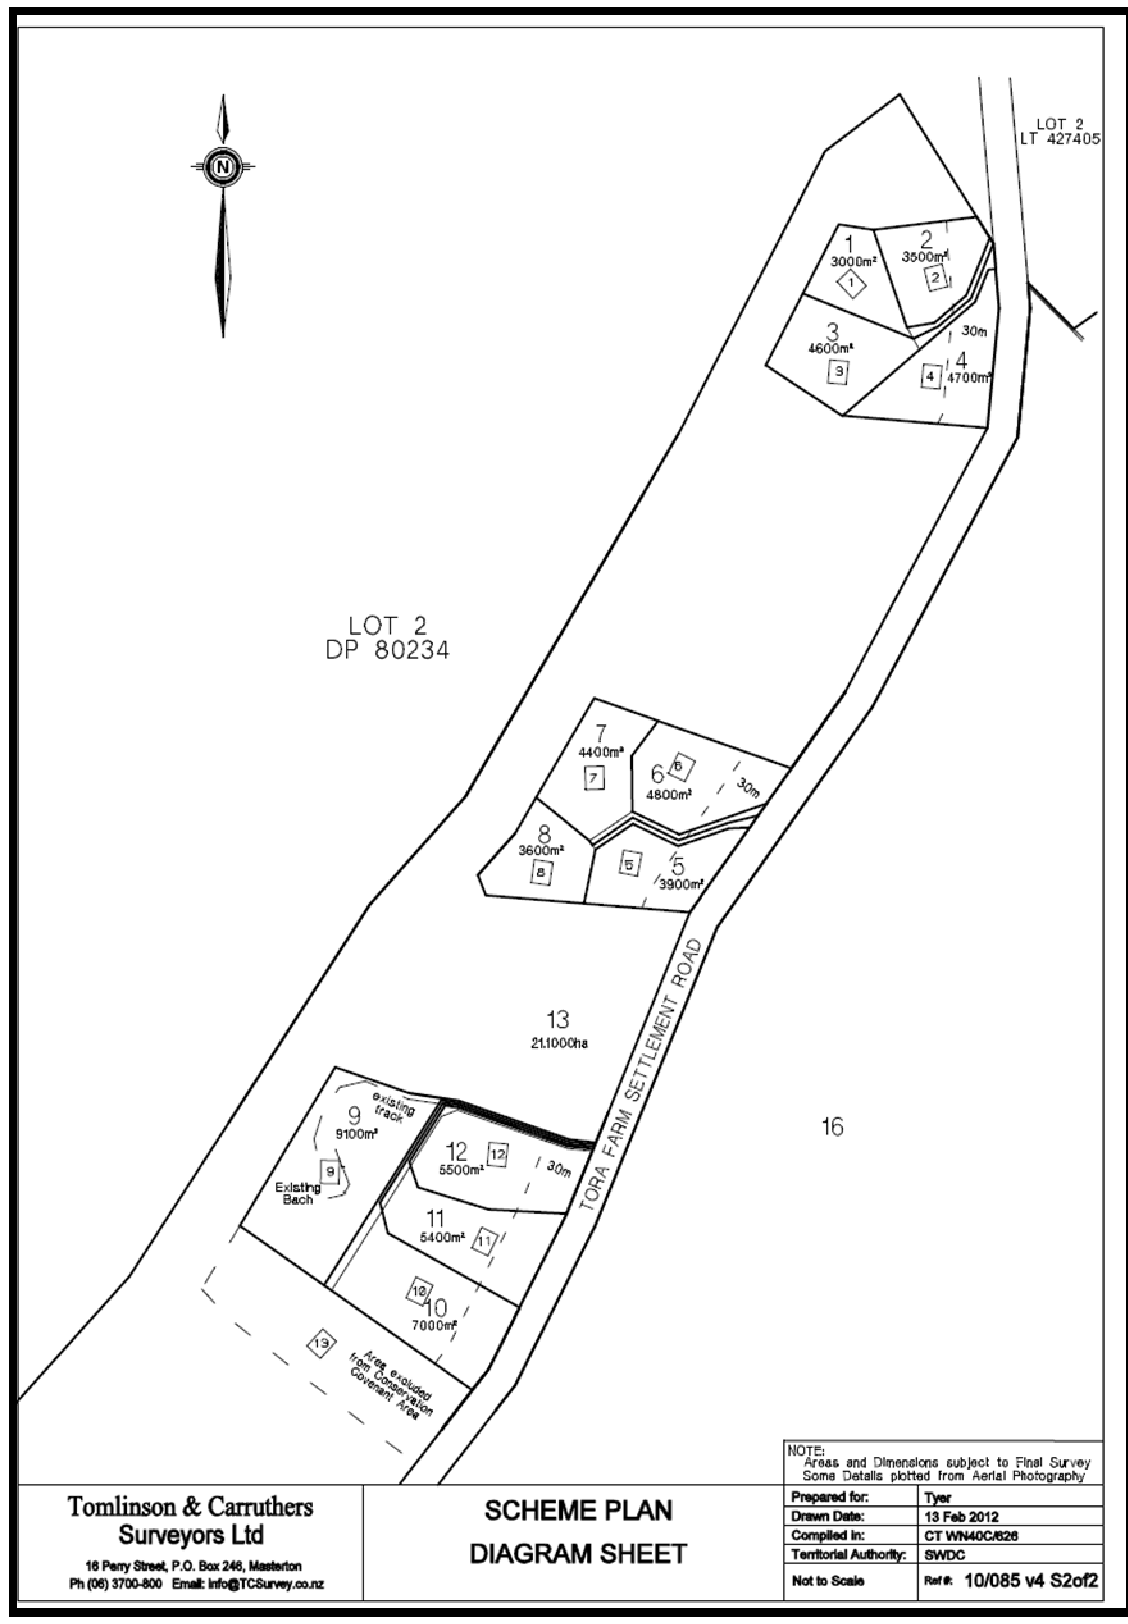 N
LOT 2
LT 427405
1
3000m²
1
2
3500m²
2
3
4600m²
3
30m
4
4700m²
4
LOT 2
DP 80234
7
4400m²
7
6
6
4800m²
30m
8
3600m²
8
5
5
3900m²
13
21.1000ha
TORA FARM SETTLEMENT ROAD
16
existing
track
9
9100m²
9
Existing
Bach
12
5500m²
12
30m
11
5400m²
11
10
10
7000m²
13
Area excluded
from Conservation
Covenant Area
NOTE:
Areas and Dimensions subject to Final Survey
Some Details plotted from Aerial Photography
Tomlinson & Carruthers
Surveyors Ltd
16 Perry Street, P.O. Box 246, Masterton
Ph (06) 3700-800 Email: info@TCSurvey.co.nz
SCHEME PLAN
DIAGRAM SHEET
Prepared for: Tyer
Drawn Date: 13 Feb 2012
Compiled in: CT WN40C/626
Territorial Authority: SWDC
Not to Scale Ref #: 10/085 v4 S2of2